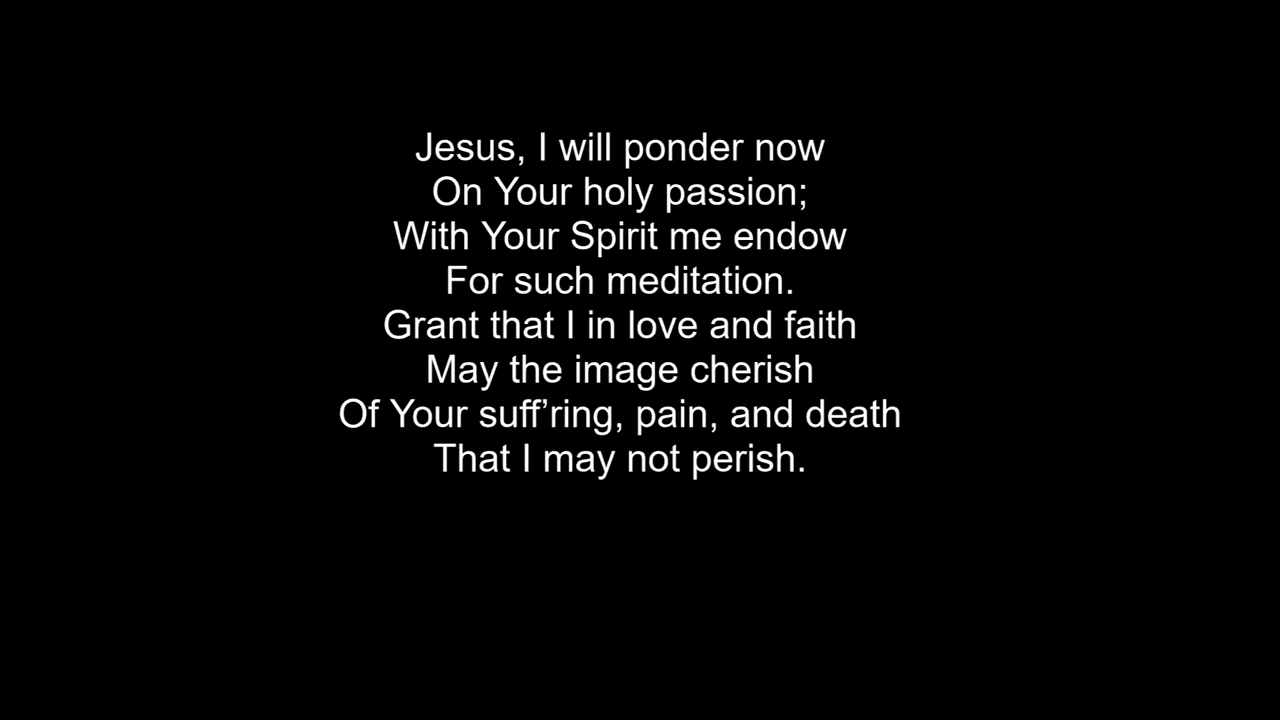 Jesus, I will ponder now
On Your holy passion;
With Your Spirit me endow
For such meditation.
Grant that I in love and faith
May the image cherish
Of Your suff’ring, pain, and death
That I may not perish.